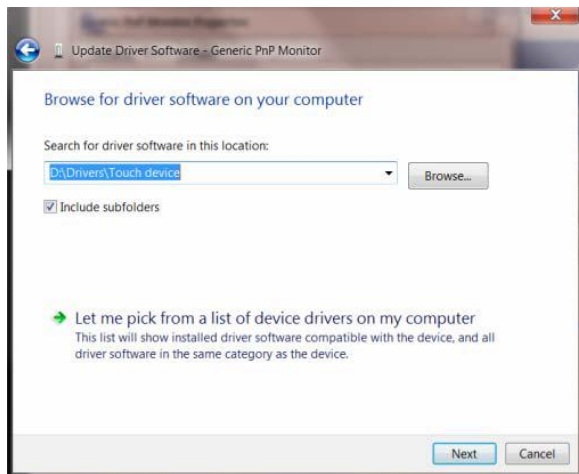 Update Driver Software - Generic PnP Monitor
Browse for driver software on your computer
Search for driver software in this location:
D:\Drivers\Touch device
Browse...
Include subfolders
Let me pick from a list of device drivers on my computer
This list will show installed driver software compatible with the device, and all
driver software in the same category as the device.
Next
Cancel